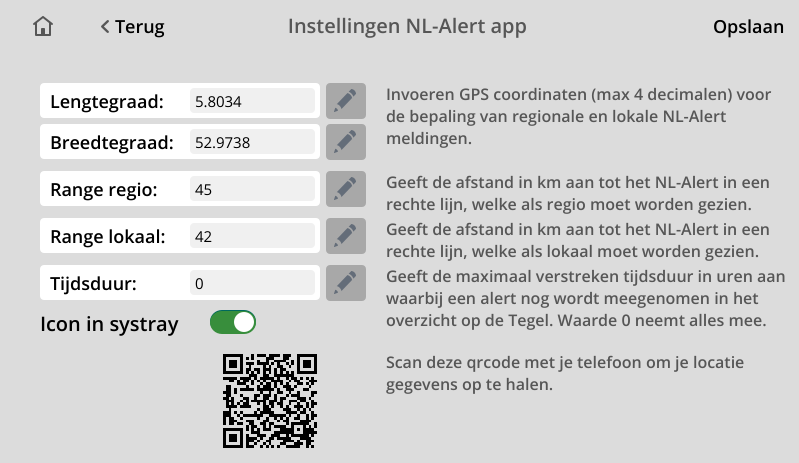 Terug
Instellingen NL-Alert app
Opslaan
Lengtegraad: 5.8034
Breedtegraad: 52.9738
Invoeren GPS coordinaten (max 4 decimalen) voor
de bepaling van regionale en lokale NL-Alert
meldingen.
Range regio: 45
Geeft de afstand in km aan tot het NL-Alert in een
rechte lijn, welke als regio moet worden gezien.
Range lokaal: 42
Geeft de afstand in km aan tot het NL-Alert in een
rechte lijn, welke als lokaal moet worden gezien.
Tijdsduur: 0
Geeft de maximaal verstreken tijdsduur in uren aan
waarbij een alert nog wordt meegenomen in het
overzicht op de Tegel. Waarde 0 neemt alles mee.
Icon in systray
Scan deze qrcode met je telefoon om je locatie
gegevens op te halen.